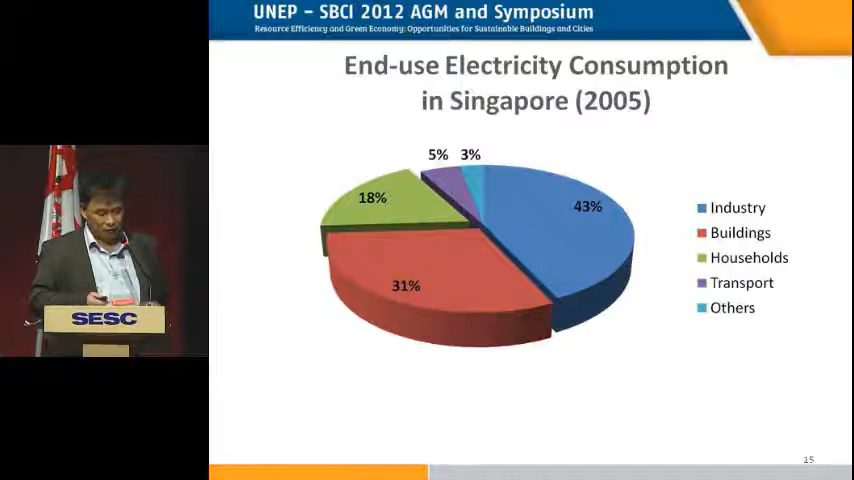 UNEP – SBCI 2012 AGM and Symposium
Resource Efficiency and Green Economy: Opportunities for Sustainable Buildings and Cities
End-use Electricity Consumption
in Singapore (2005)
5% 3%
18%
43%
31%
Industry
Buildings
Households
Transport
Others
SESC
15